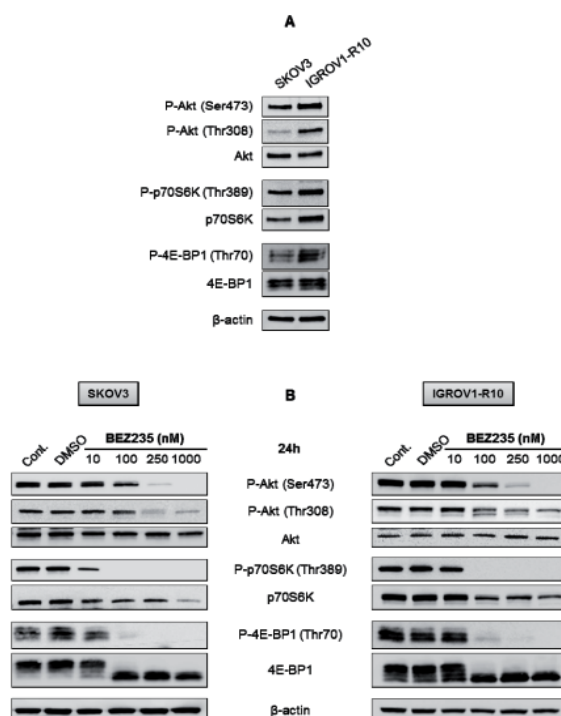 A
SKOV3 IGROV1-R10
P-Akt (Ser473)
P-Akt (Thr308)
Akt
P-p70S6K (Thr389)
p70S6K
P-4E-BP1 (Thr70)
4E-BP1
β-actin
SKOV3 B IGROV1-R10
Cont. DMSO BEZ235 (nM) 24h Cont. DMSO BEZ235 (nM)
10 100 250 1000 10 100 250 1000
P-Akt (Ser473)
P-Akt (Thr308)
Akt
P-p70S6K (Thr389)
p70S6K
P-4E-BP1 (Thr70)
4E-BP1
β-actin